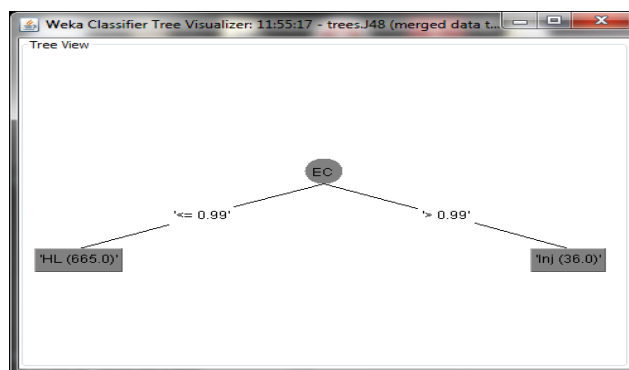 Weka Classifier Tree Visualizer: 11:55:17 - trees.J48 (merged data t...
Tree View
EC
'<= 0.99'
'> 0.99'
'HL (665.0)'
'Inj (36.0)'